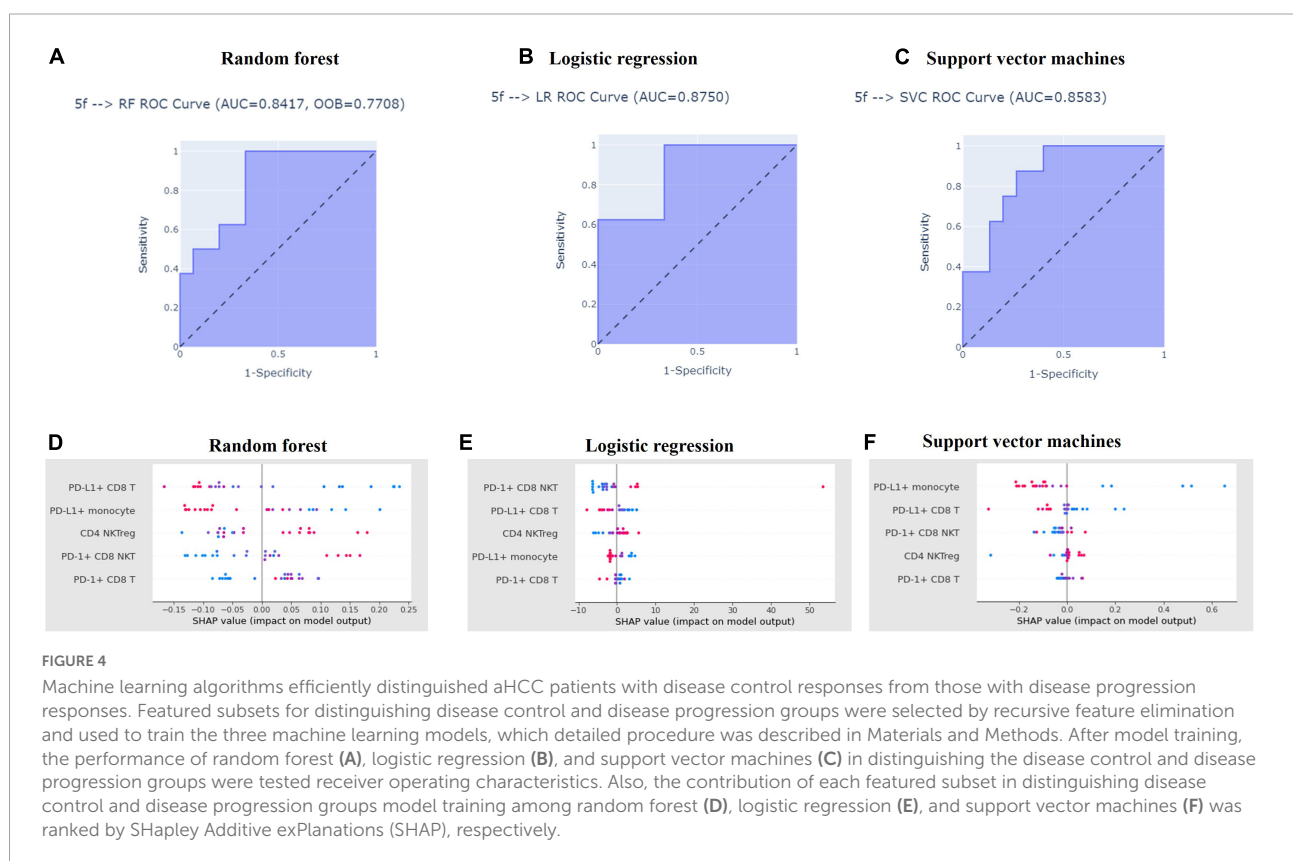 A Random forest
5f --> RF ROC Curve (AUC=0.8417, OOB=0.7708)
1
0.8
0.6
0.4
0.2
0
Sensitivity
0 0.5 1
1-Specificity
B Logistic regression
5f --> LR ROC Curve (AUC=0.8750)
1
0.8
0.6
0.4
0.2
0
Sensitivity
0 0.5 1
1-Specificity
C Support vector machines
5f --> SVC ROC Curve (AUC=0.8583)
1
0.8
0.6
0.4
0.2
0
Sensitivity
0 0.5 1
1-Specificity
D Random forest
PD-L1+ CD8 T
PD-L1+ monocyte
CD4 NKTreg
PD-1+ CD8 NKT
PD-1+ CD8 T
−0.15 −0.10 −0.05 0.00 0.05 0.10 0.15 0.20 0.25
SHAP value (impact on model output)
E Logistic regression
PD-1+ CD8 NKT
PD-L1+ CD8 T
CD4 NKTreg
PD-L1+ monocyte
PD-1+ CD8 T
−10 0 10 20 30 40 50
SHAP value (impact on model output)
F Support vector machines
PD-L1+ monocyte
PD-L1+ CD8 T
PD-1+ CD8 NKT
CD4 NKTreg
PD-1+ CD8 T
−0.2 0.0 0.2 0.4 0.6
SHAP value (impact on model output)
FIGURE 4
Machine learning algorithms efficiently distinguished aHCC patients with disease control responses from those with disease progression
responses. Featured subsets for distinguishing disease control and disease progression groups were selected by recursive feature elimination
and used to train the three machine learning models, which detailed procedure was described in Materials and Methods. After model training,
the performance of random forest (A), logistic regression (B), and support vector machines (C) in distinguishing the disease control and disease
progression groups were tested receiver operating characteristics. Also, the contribution of each featured subset in distinguishing disease
control and disease progression groups model training among random forest (D), logistic regression (E), and support vector machines (F) was
ranked by SHapley Additive exPlanations (SHAP), respectively.